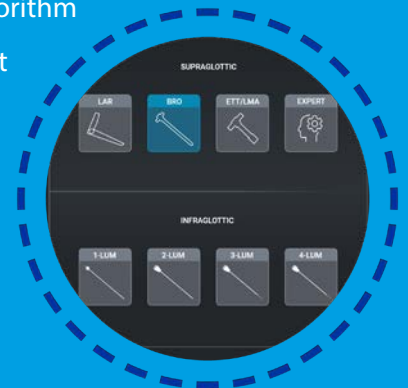 orithm
t
SUPRAGLOTTIC
LAR BRO ETT/LMA EXPERT
INFRAGLOTTIC
1-LUM 2-LUM 3-LUM 4-LUM